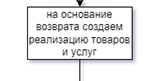 на основание
возврата создаем
реализацию товаров
и услуг